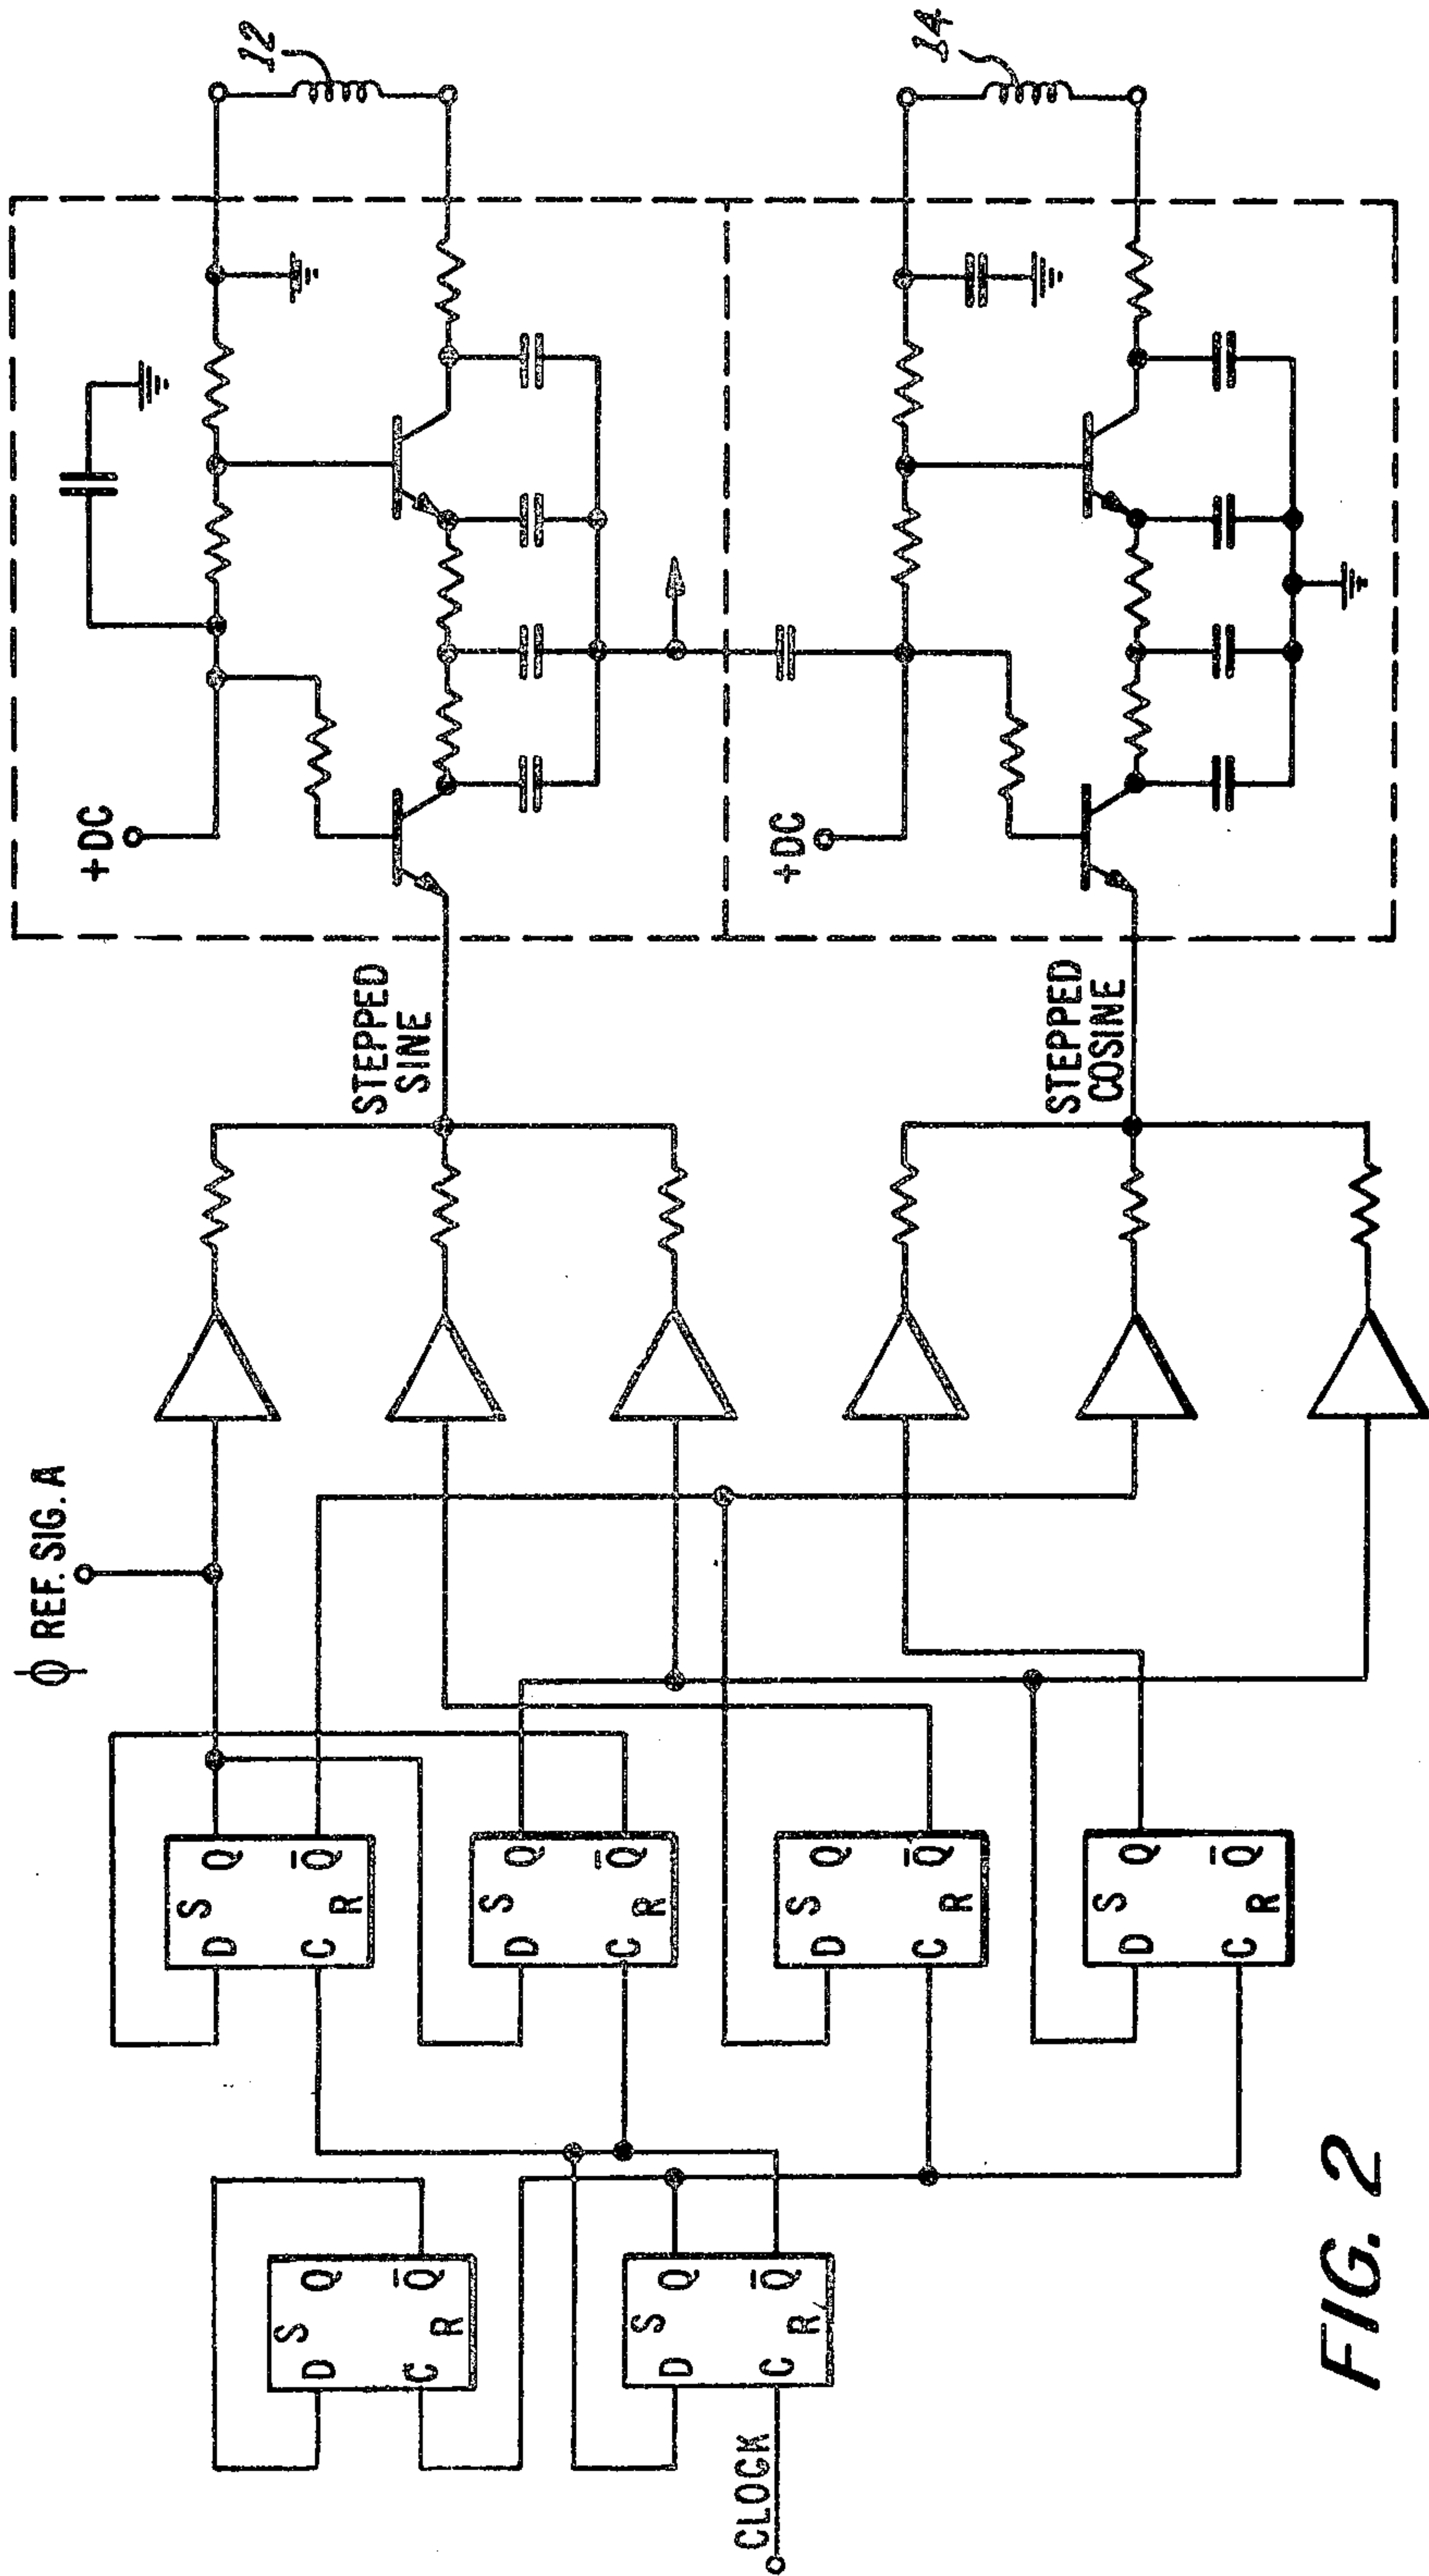 12
14
+DC
+DC
STEPPED
SINE
STEPPED
COSINE
ϕ REF. SIG. A
S
D Q
C Q̅
R
S
D Q
C Q̅
R
S
D Q
C Q̅
R
S
D Q
C Q̅
R
S
D Q
C Q̅
R
S
D Q
C Q̅
R
CLOCK
FIG. 2